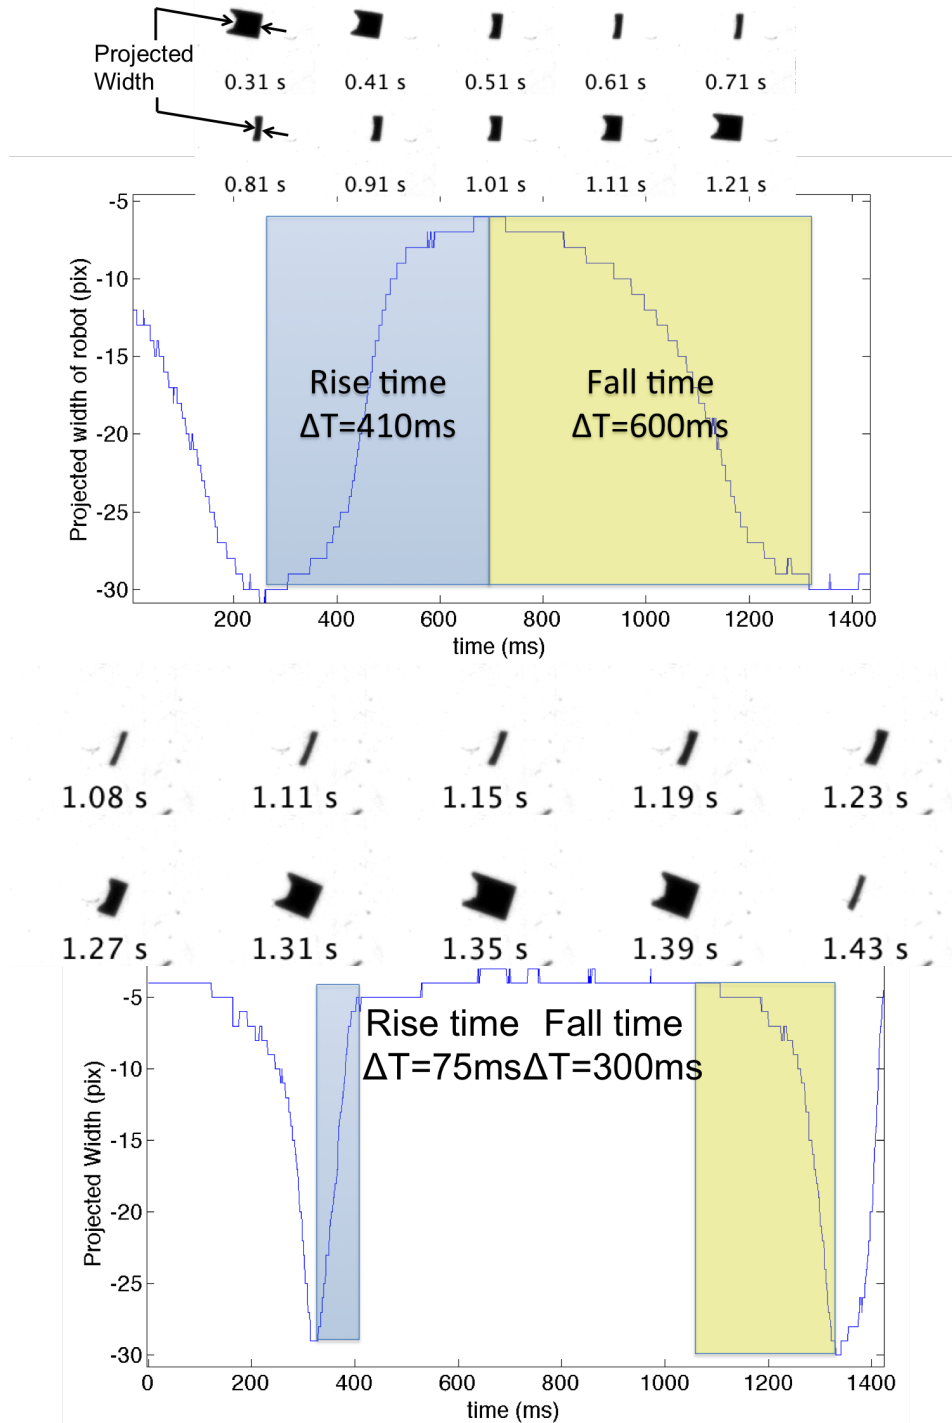 Projected
Width
0.31 s 0.41 s 0.51 s 0.61 s 0.71 s
0.81 s 0.91 s 1.01 s 1.11 s 1.21 s
Projected width of robot (pix)
-5
-10
-15
-20
-25
-30
Rise time
ΔT=410ms
Fall time
ΔT=600ms
200 400 600 800 1000 1200 1400
time (ms)
1.08 s 1.11 s 1.15 s 1.19 s 1.23 s
1.27 s 1.31 s 1.35 s 1.39 s 1.43 s
Projected Width (pix)
-5
-10
-15
-20
-25
-30
Rise time
ΔT=75ms
Fall time
ΔT=300ms
0 200 400 600 800 1000 1200 1400
time (ms)